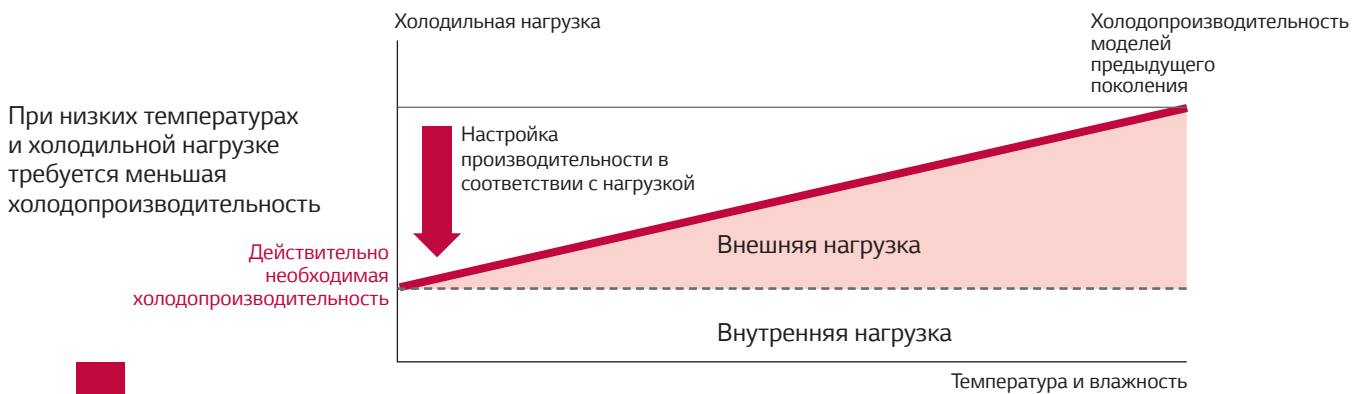 Холодильная нагрузка
Холодопроизводительность
моделей
предыдущего
поколения
При низких температурах
и холодильной нагрузке
требуется меньшая
холодопроизводительность
Настройка
производительности в
соответствии с нагрузкой
Действительно
необходимая
холодопроизводительность
Внешняя нагрузка
Внутренняя нагрузка
Температура и влажность